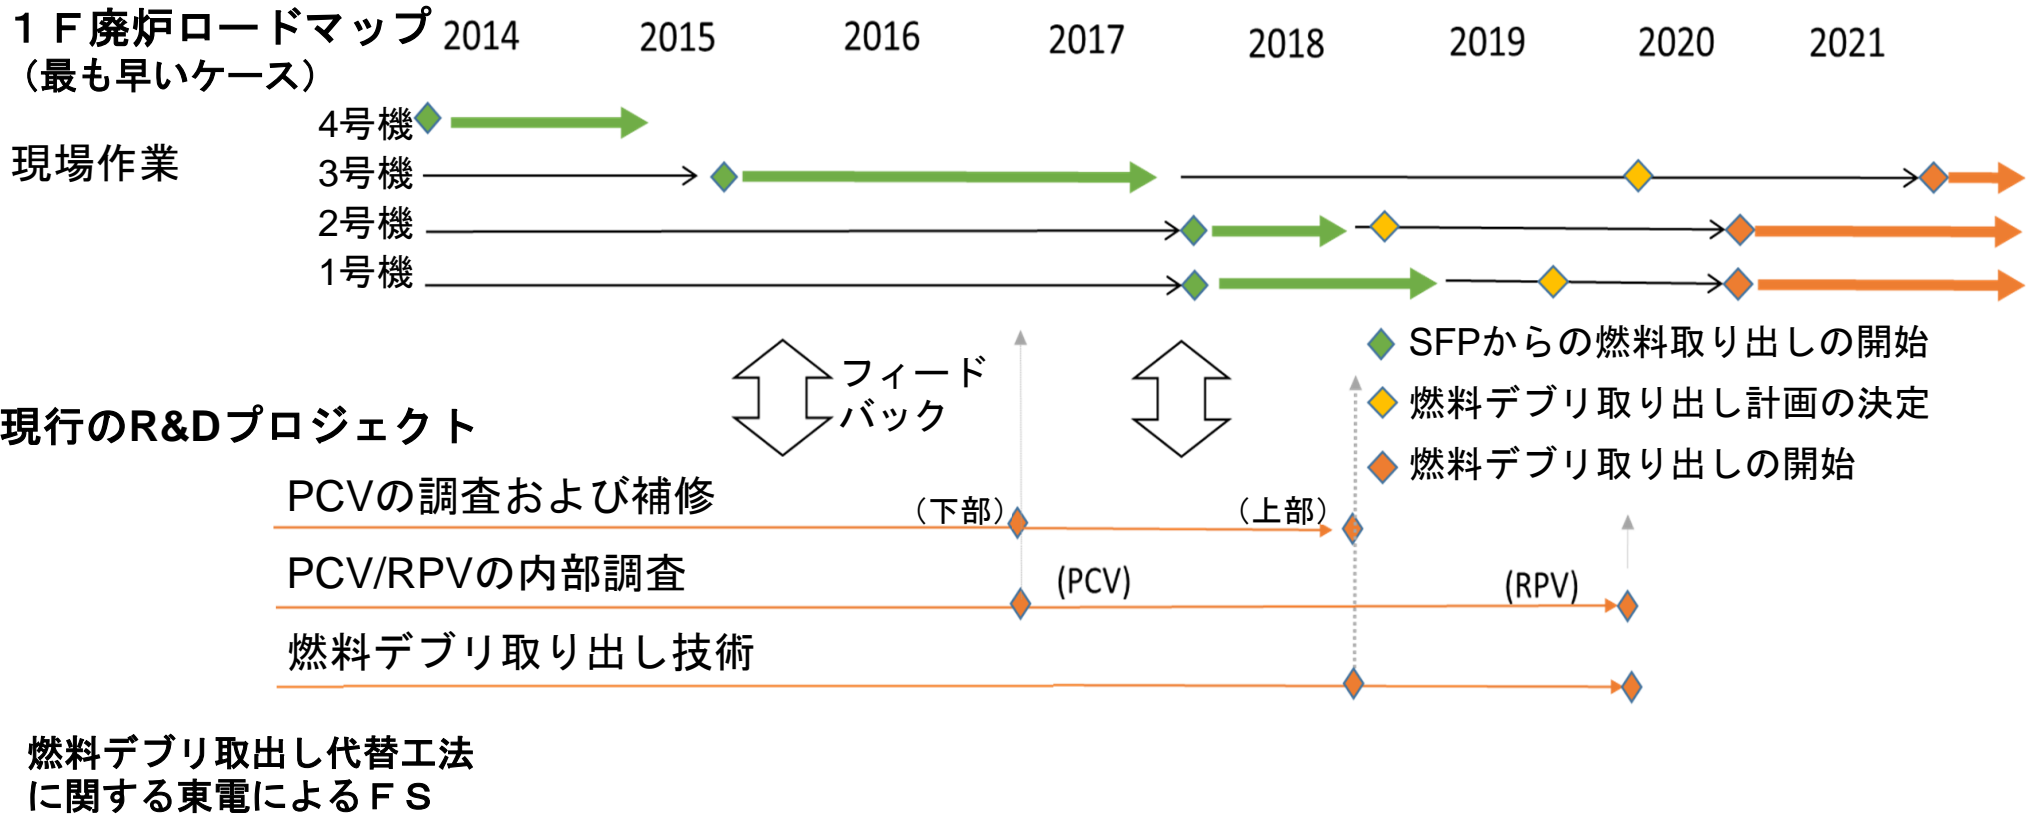 １Ｆ廃炉ロードマップ
（最も早いケース）
2014 2015 2016 2017 2018 2019 2020 2021
現場作業
4号機
3号機
2号機
1号機
フィード
バック
SFPからの燃料取り出しの開始
燃料デブリ取り出し計画の決定
燃料デブリ取り出しの開始
現行のR&Dプロジェクト
PCVの調査および補修
（下部） （上部）
PCV/RPVの内部調査
(PCV) (RPV)
燃料デブリ取り出し技術
燃料デブリ取出し代替工法
に関する東電によるＦＳ